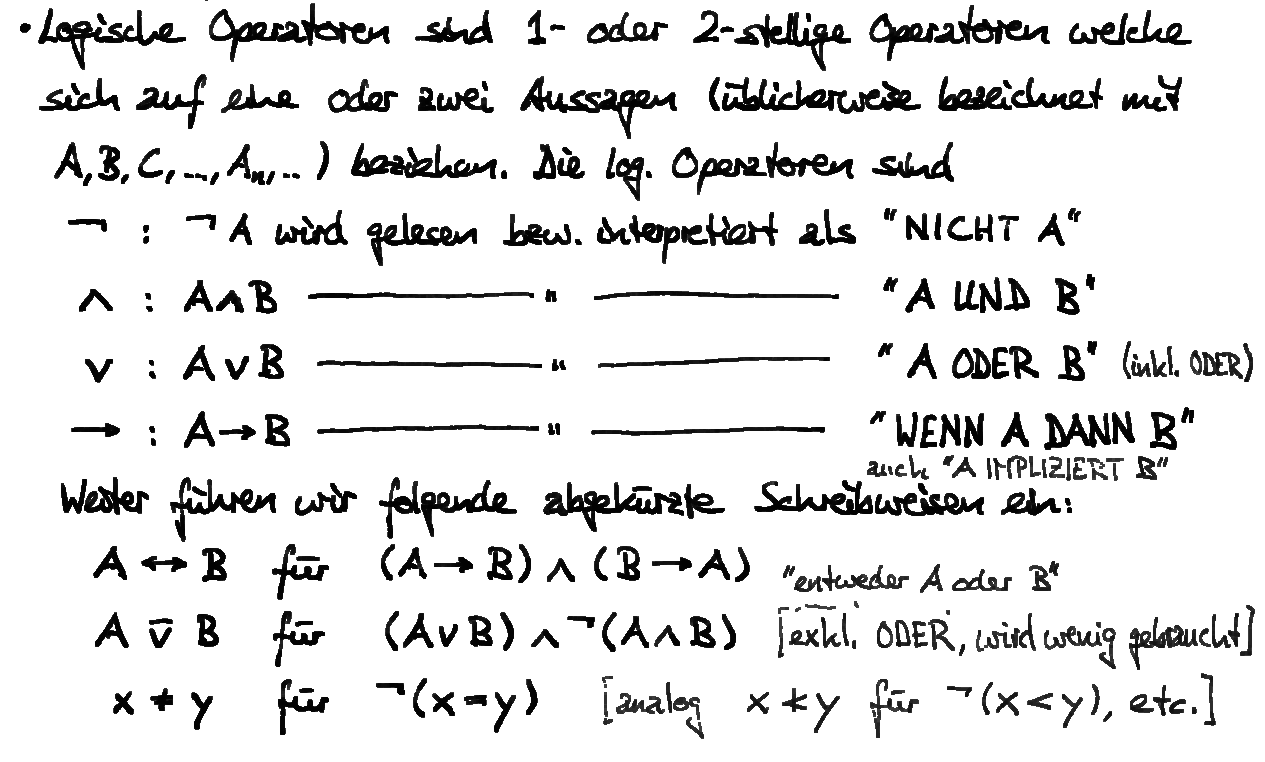 • Logische Operatoren sind 1- oder 2-stellige Operatoren welche
sich auf eine oder zwei Aussagen (üblicherweise bezeichnet mit
A, B, C, ..., Aₙ, ..) beziehen. Die log. Operatoren sind
¬ : ¬A wird gelesen bzw. interpretiert als "NICHT A"
∧ : A∧B ——— " ——— "A UND B"
∨ : A∨B ——— " ——— "A ODER B" (inkl. ODER)
→ : A→B ——— " ——— "WENN A DANN B"
auch "A IMPLIZIERT B"
Weiter führen wir folgende abgekürzte Schreibweisen ein:
A ↔ B für (A→B) ∧ (B→A)
"entweder A oder B"
A ⊽ B für (A∨B) ∧ ¬(A∧B) [exkl. ODER, wird wenig gebraucht]
x ≠ y für ¬(x=y) [analog x ≮ y für ¬(x<y), etc.]